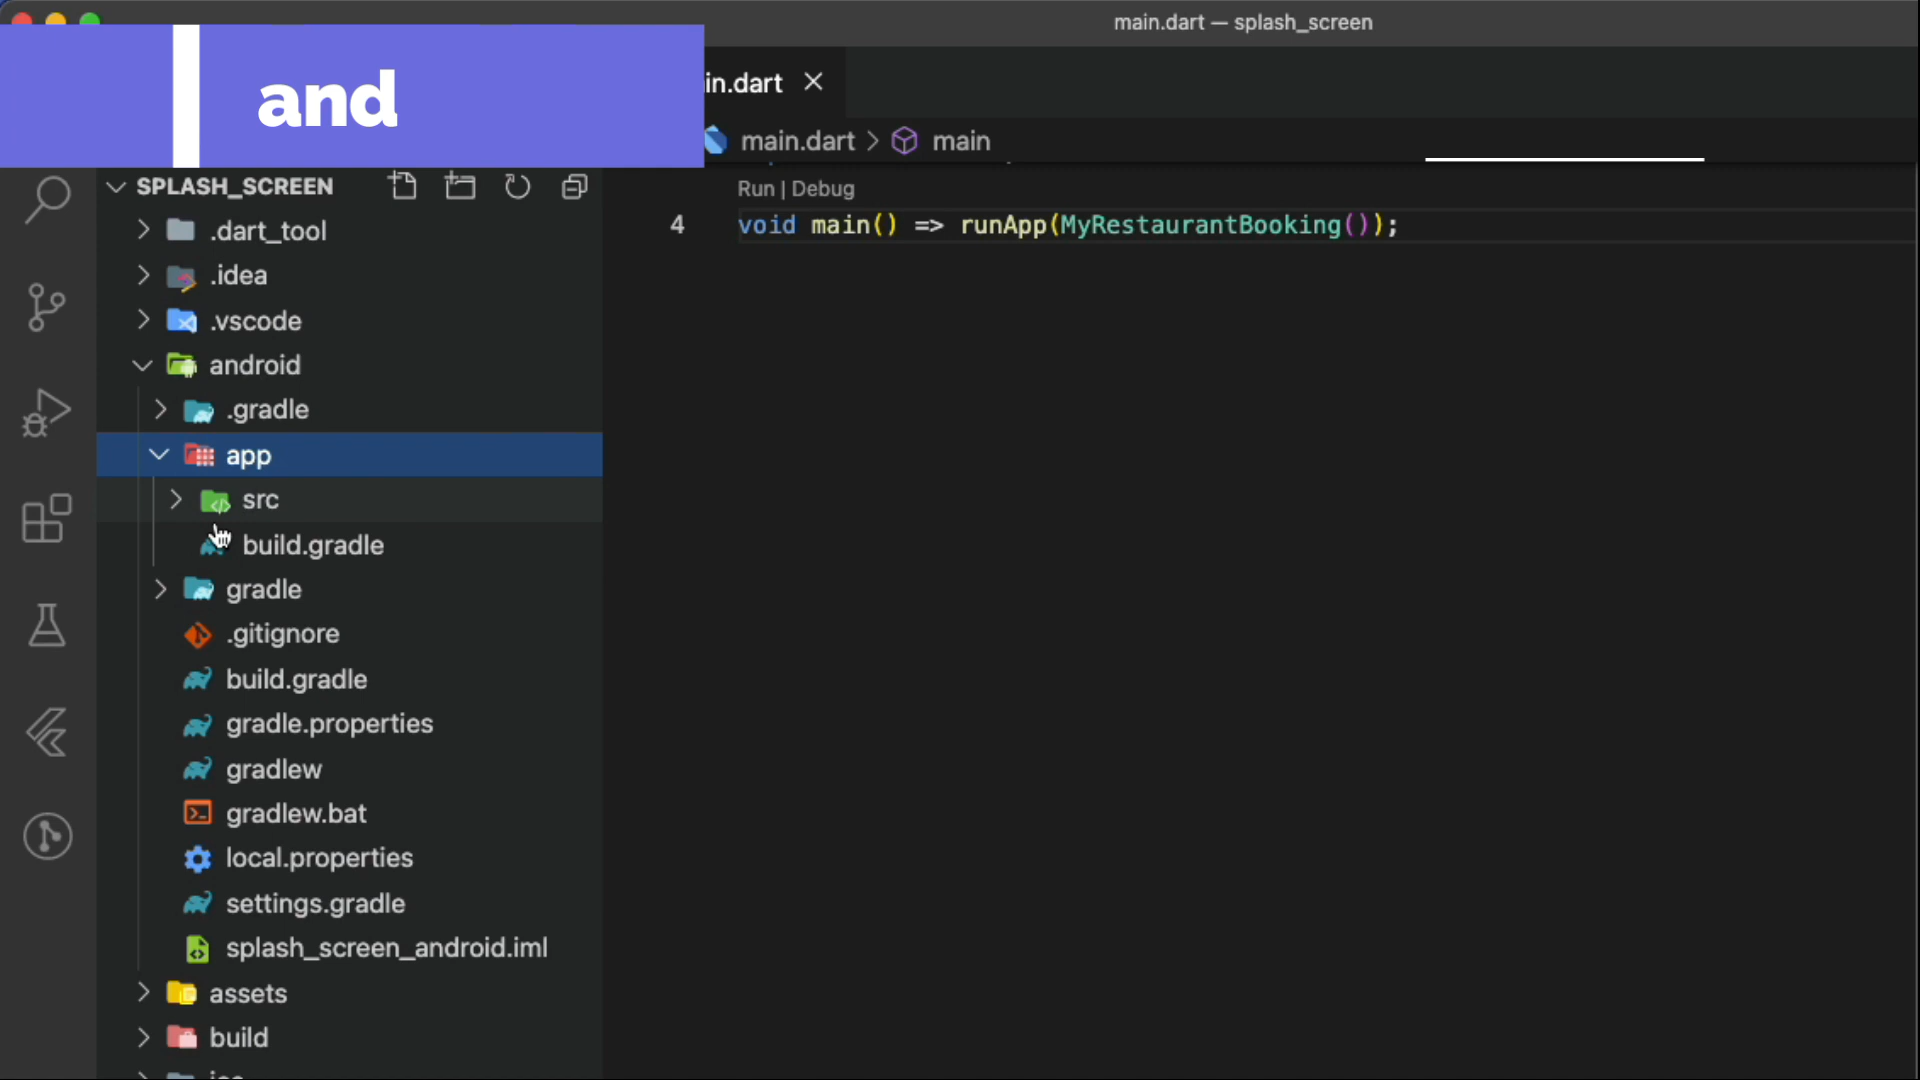 main.dart — splash_screen
and
in.dart
main.dart > main
SPLASH_SCREEN
Run | Debug
4 void main() => runApp(MyRestaurantBooking());
.dart_tool
.idea
.vscode
android
.gradle
app
src
build.gradle
gradle
.gitignore
build.gradle
gradle.properties
gradlew
gradlew.bat
local.properties
settings.gradle
splash_screen_android.iml
assets
build